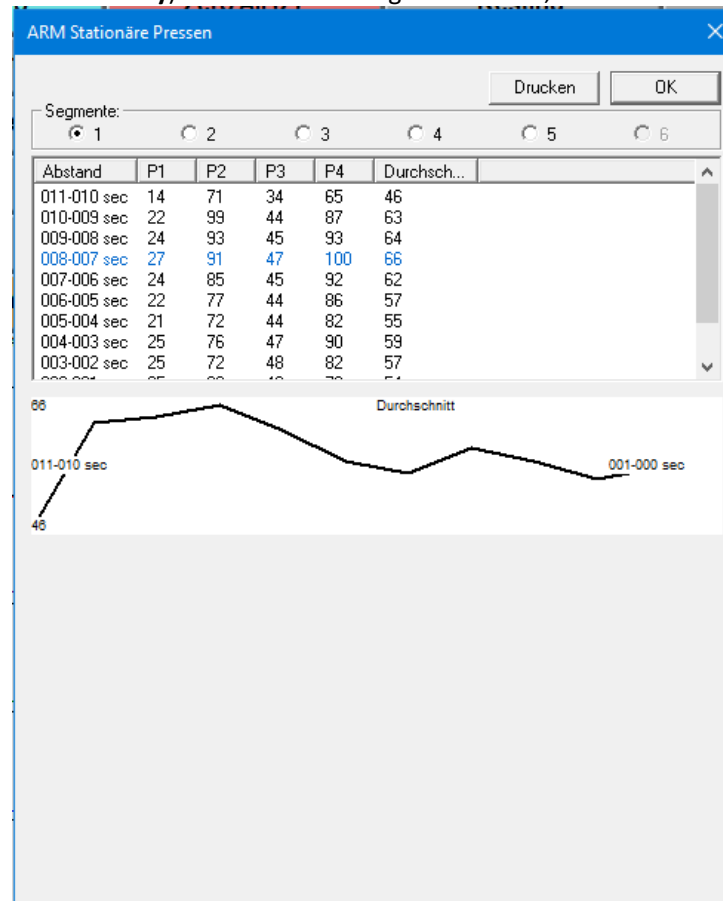 ARM Stationäre Pressen
Drucken OK
Segmente:
1 2 3 4 5 6
Abstand P1 P2 P3 P4 Durchsch...
011-010 sec 14 71 34 65 46
010-009 sec 22 99 44 87 63
009-008 sec 24 93 45 93 64
008-007 sec 27 91 47 100 66
007-006 sec 24 85 45 92 62
006-005 sec 22 77 44 86 57
005-004 sec 21 72 44 82 55
004-003 sec 25 76 47 90 59
003-002 sec 25 72 48 82 57
66 Durchschnitt
011-010 sec 001-000 sec
46